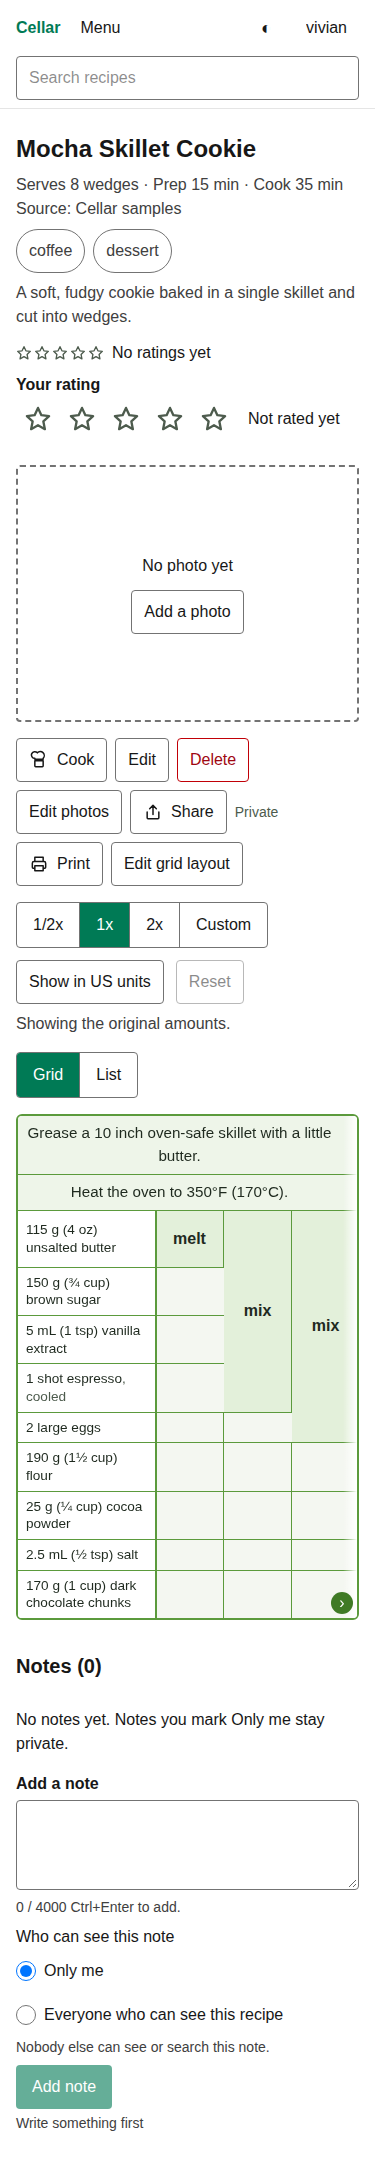 Cellar Menu vivian
Search recipes
Mocha Skillet Cookie
Serves 8 wedges · Prep 15 min · Cook 35 min
Source: Cellar samples
coffee dessert
A soft, fudgy cookie baked in a single skillet and
cut into wedges.
No ratings yet
Your rating
Not rated yet
No photo yet
Add a photo
Cook Edit Delete
Edit photos Share Private
Print Edit grid layout
1/2x 1x 2x Custom
Show in US units Reset
Showing the original amounts.
Grid List
Grease a 10 inch oven-safe skillet with a little
butter.
Heat the oven to 350°F (170°C).
115 g (4 oz)
unsalted butter
melt
150 g (¾ cup)
brown sugar
mix
mix
5 mL (1 tsp) vanilla
extract
1 shot espresso,
cooled
2 large eggs
190 g (1½ cup)
flour
25 g (¼ cup) cocoa
powder
2.5 mL (½ tsp) salt
170 g (1 cup) dark
chocolate chunks
Notes (0)
No notes yet. Notes you mark Only me stay
private.
Add a note
0 / 4000 Ctrl+Enter to add.
Who can see this note
Only me
Everyone who can see this recipe
Nobody else can see or search this note.
Add note
Write something first